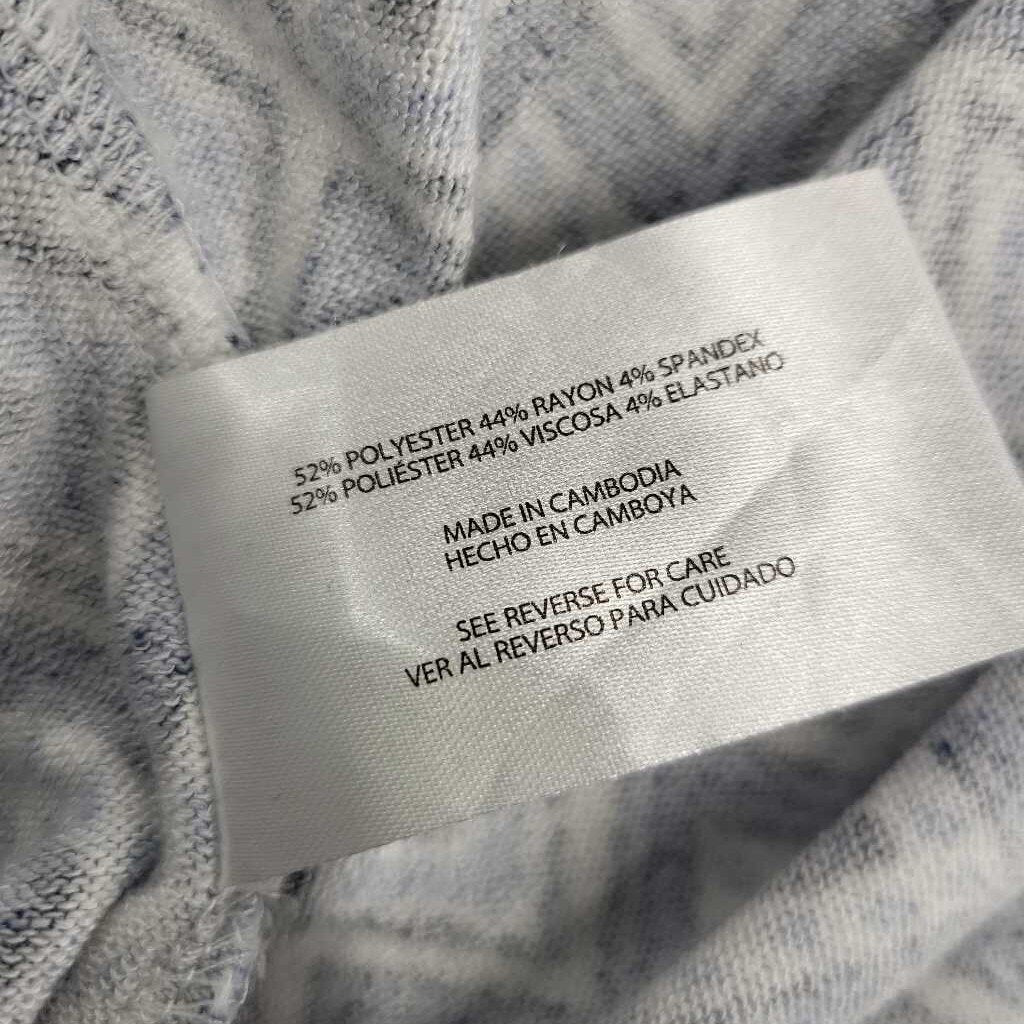 52% POLYESTER 44% RAYON 4% SPANDEX
52% POLIÉSTER 44% VISCOSA 4% ELASTANO
MADE IN CAMBODIA
HECHO EN CAMBOYA
SEE REVERSE FOR CARE
VER AL REVERSO PARA CUIDADO